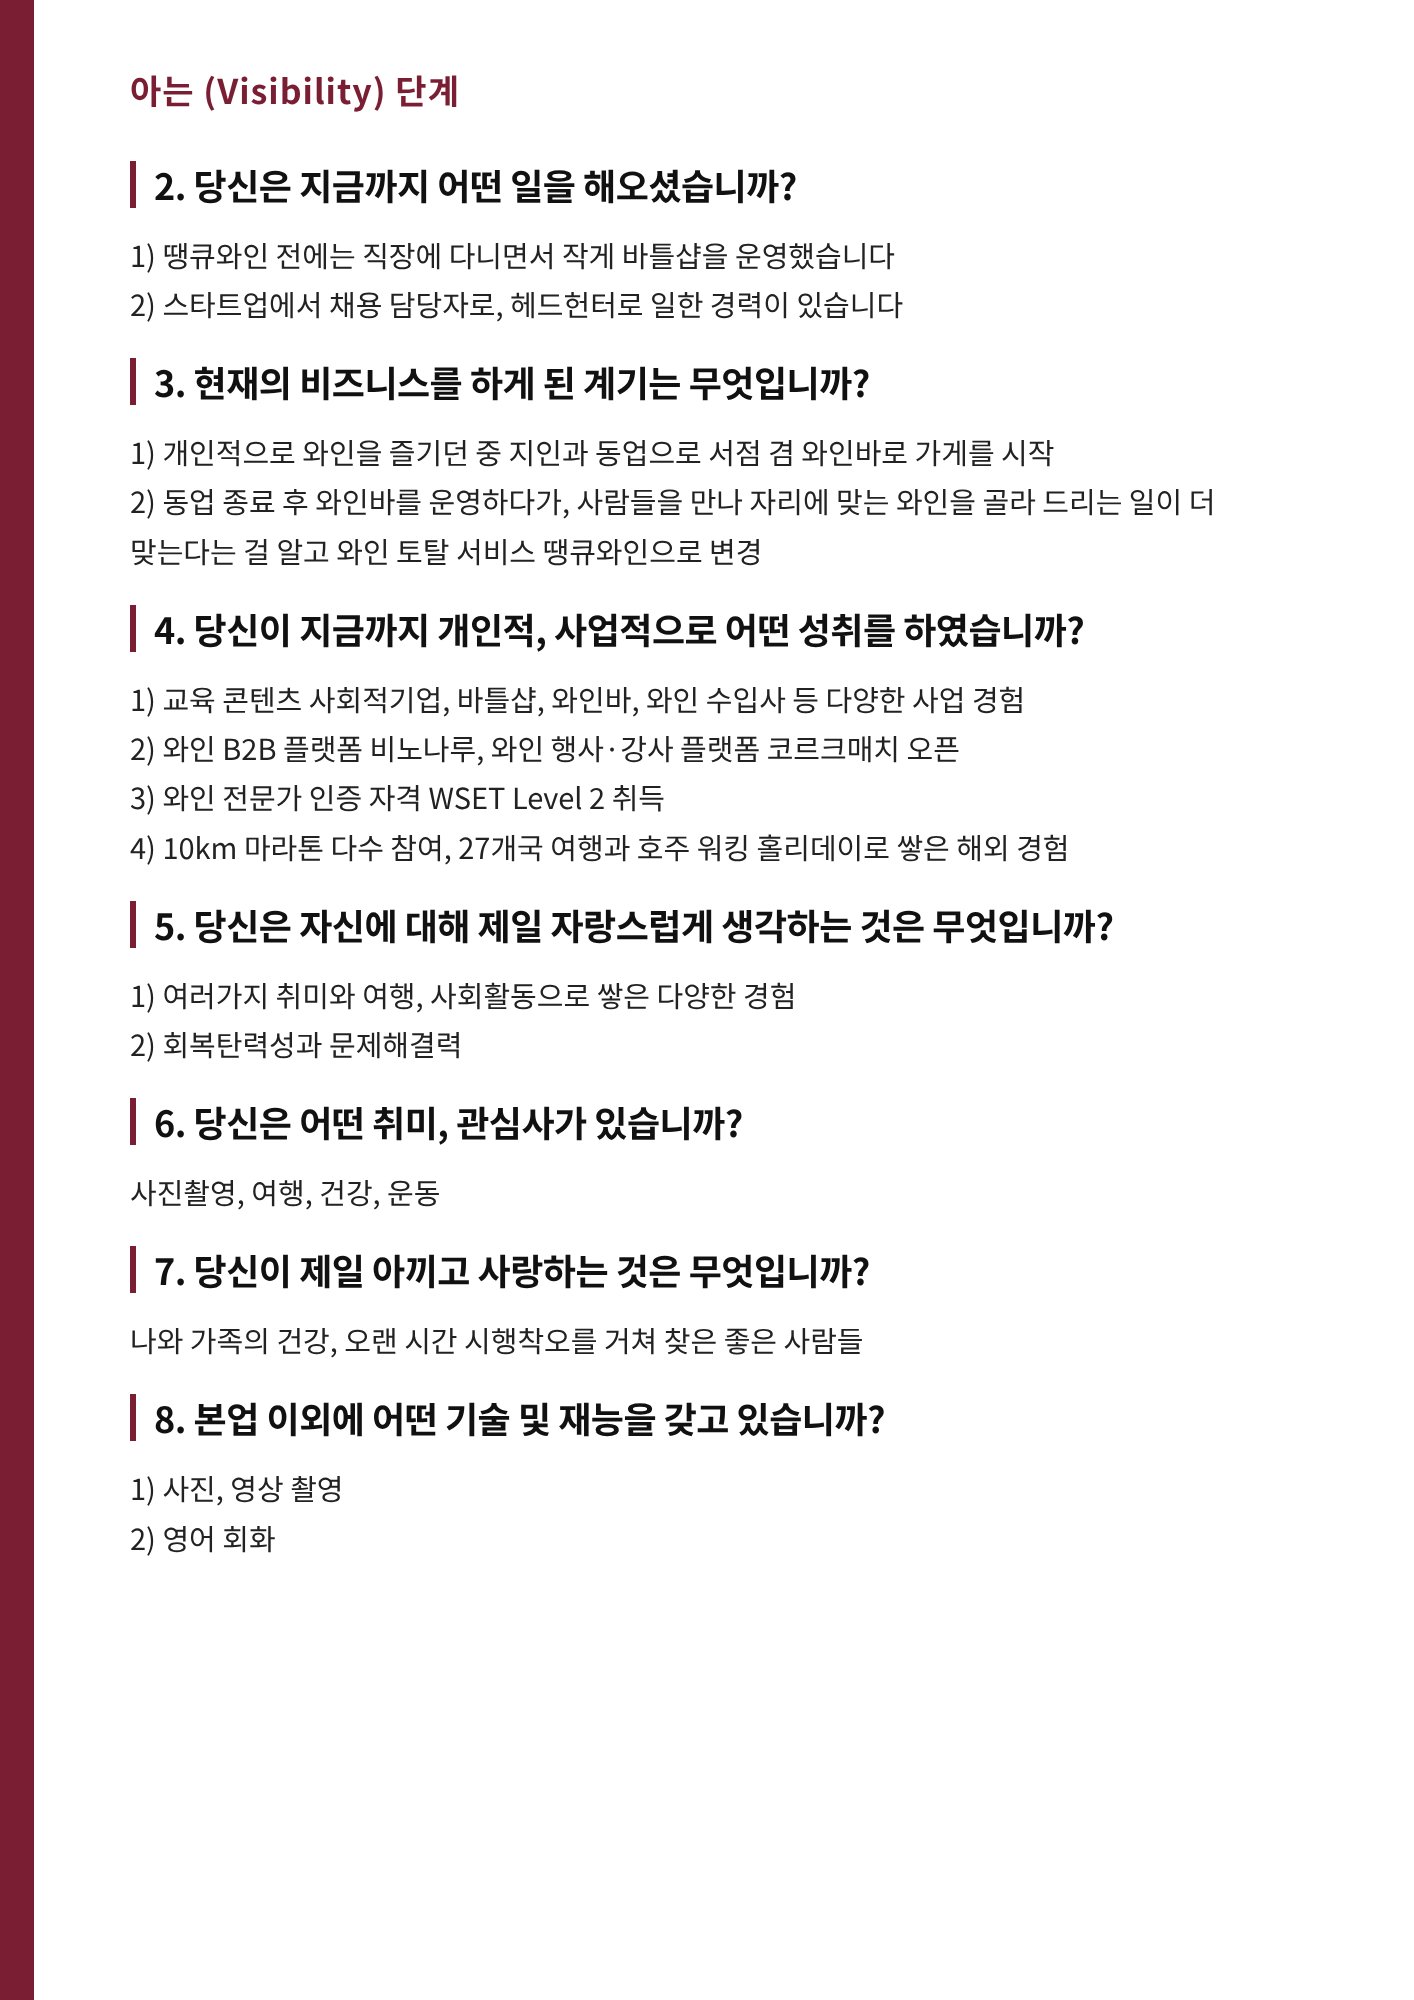 아는 (Visibility) 단계
2. 당신은 지금까지 어떤 일을 해오셨습니까?
1) 땡큐와인 전에는 직장에 다니면서 작게 바틀샵을 운영했습니다
2) 스타트업에서 채용 담당자로, 헤드헌터로 일한 경력이 있습니다
3. 현재의 비즈니스를 하게 된 계기는 무엇입니까?
1) 개인적으로 와인을 즐기던 중 지인과 동업으로 서점 겸 와인바로 가게를 시작
2) 동업 종료 후 와인바를 운영하다가, 사람들을 만나 자리에 맞는 와인을 골라 드리는 일이 더
맞는다는 걸 알고 와인 토탈 서비스 땡큐와인으로 변경
4. 당신이 지금까지 개인적, 사업적으로 어떤 성취를 하였습니까?
1) 교육 콘텐츠 사회적기업, 바틀샵, 와인바, 와인 수입사 등 다양한 사업 경험
2) 와인 B2B 플랫폼 비노나루, 와인 행사·강사 플랫폼 코르크매치 오픈
3) 와인 전문가 인증 자격 WSET Level 2 취득
4) 10km 마라톤 다수 참여, 27개국 여행과 호주 워킹 홀리데이로 쌓은 해외 경험
5. 당신은 자신에 대해 제일 자랑스럽게 생각하는 것은 무엇입니까?
1) 여러가지 취미와 여행, 사회활동으로 쌓은 다양한 경험
2) 회복탄력성과 문제해결력
6. 당신은 어떤 취미, 관심사가 있습니까?
사진촬영, 여행, 건강, 운동
7. 당신이 제일 아끼고 사랑하는 것은 무엇입니까?
나와 가족의 건강, 오랜 시간 시행착오를 거쳐 찾은 좋은 사람들
8. 본업 이외에 어떤 기술 및 재능을 갖고 있습니까?
1) 사진, 영상 촬영
2) 영어 회화